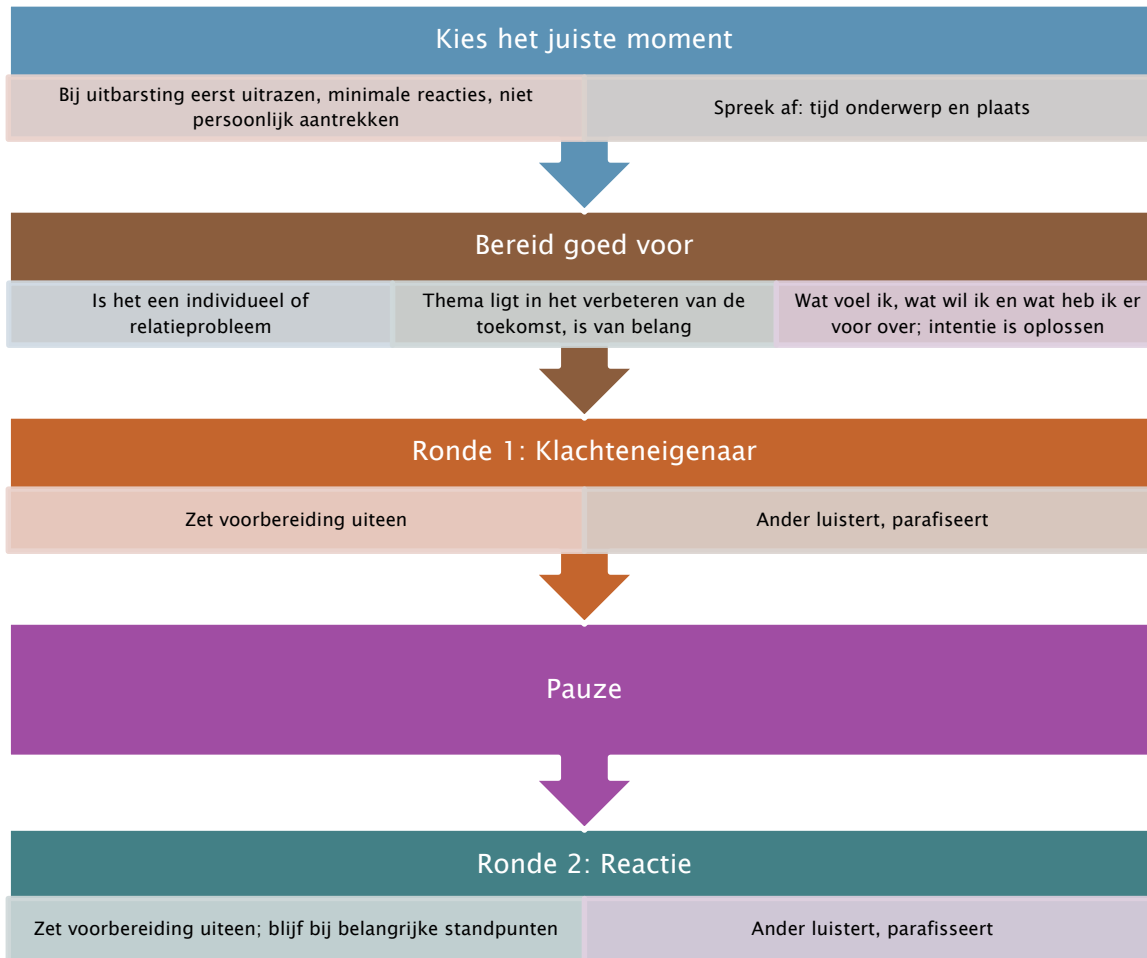 Kies het juiste moment
Bij uitbarsting eerst uitrazen, minimale reacties, niet
persoonlijk aantrekken
Spreek af: tijd onderwerp en plaats
Bereid goed voor
Is het een individueel of
relatieprobleem
Thema ligt in het verbeteren van de
toekomst, is van belang
Wat voel ik, wat wil ik en wat heb ik er
voor over; intentie is oplossen
Ronde 1: Klachteneigenaar
Zet voorbereiding uiteen
Ander luistert, parafiseert
Pauze
Ronde 2: Reactie
Zet voorbereiding uiteen; blijf bij belangrijke standpunten
Ander luistert, parafisseert